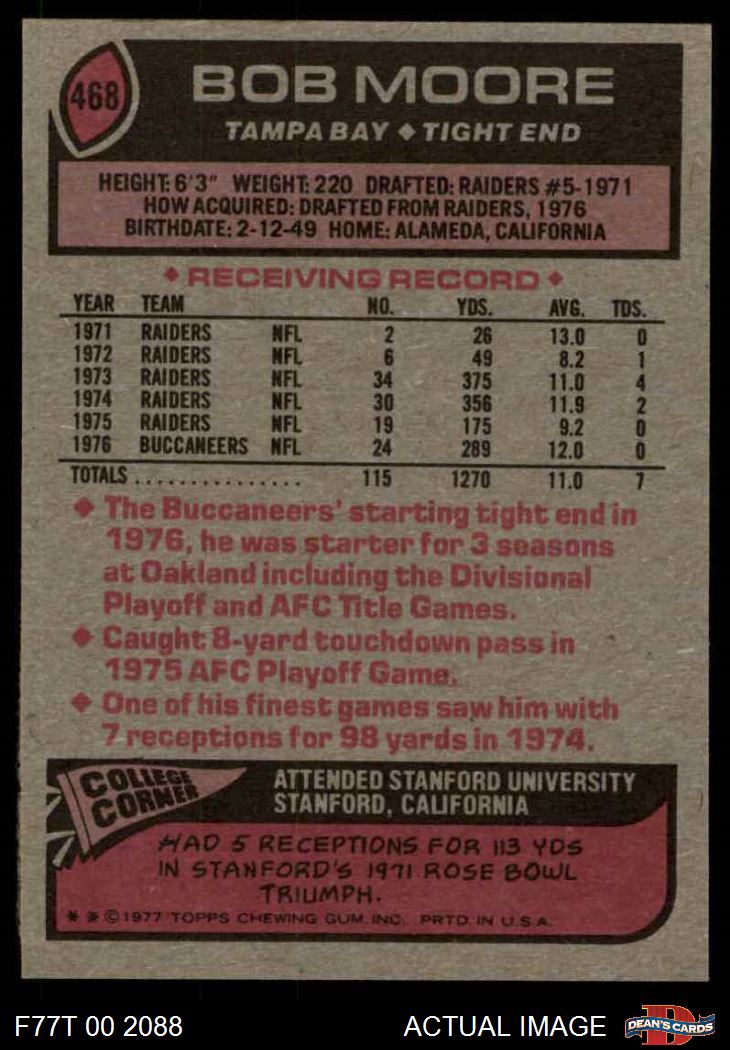 468
BOB MOORE
TAMPA BAY ◆ TIGHT END
HEIGHT: 6'3" WEIGHT: 220 DRAFTED: RAIDERS #5-1971
HOW ACQUIRED: DRAFTED FROM RAIDERS, 1976
BIRTHDATE: 2-12-49 HOME: ALAMEDA, CALIFORNIA
◆ RECEIVING RECORD ◆
YEAR TEAM NO. YDS. AVG. TDS.
1971 RAIDERS NFL 2 26 13.0 0
1972 RAIDERS NFL 6 49 8.2 1
1973 RAIDERS NFL 34 375 11.0 4
1974 RAIDERS NFL 30 356 11.9 2
1975 RAIDERS NFL 19 175 9.2 0
1976 BUCCANEERS NFL 24 289 12.0 0
TOTALS ............... 115 1270 11.0 7
◆ The Buccaneers' starting tight end in
1976, he was starter for 3 seasons
at Oakland including the Divisional
Playoff and AFC Title Games.
◆ Caught 8-yard touchdown pass in
1975 AFC Playoff Game.
◆ One of his finest games saw him with
7 receptions for 98 yards in 1974.
COLLEGE
CORNER
ATTENDED STANFORD UNIVERSITY
STANFORD, CALIFORNIA
HAD 5 RECEPTIONS FOR 113 YDS
IN STANFORD'S 1971 ROSE BOWL
TRIUMPH.
* * © 1977 TOPPS CHEWING GUM, INC. PRTD. IN U.S.A.
F77T 00 2088
ACTUAL IMAGE
D
DEAN'S CARDS